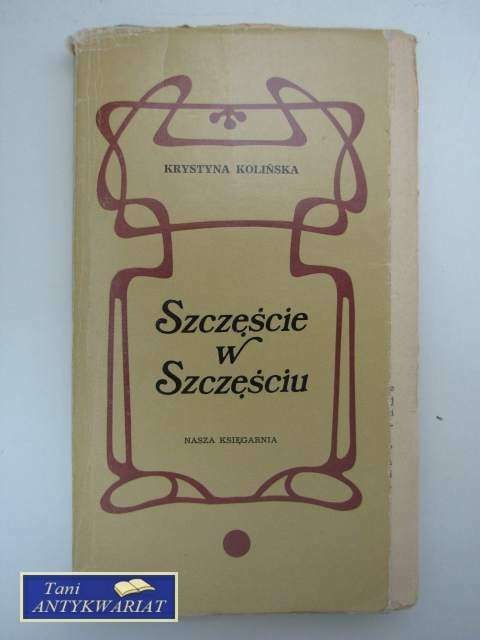 KRYSTYNA KOLIŃSKA
Szczęście
w
Szczęściu
NASZA KSIĘGARNIA
Tani
ANTYKWARIAT